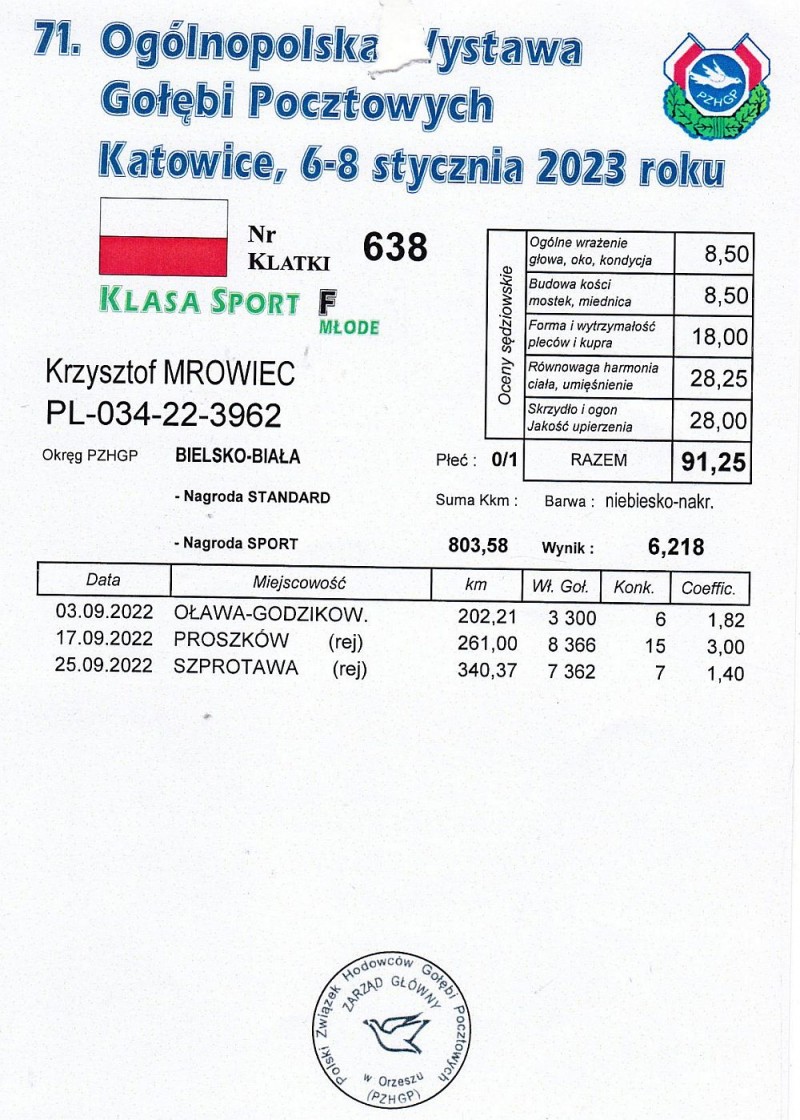 71. Ogólnopolska Wystawa
Gołębi Pocztowych
Katowice, 6-8 stycznia 2023 roku
PZHGP
Nr
KLATKI 638
KLASA SPORT F
MŁODE
Krzysztof MROWIEC
PL-034-22-3962
Okręg PZHGP BIELSKO-BIAŁA
Oceny sędziowskie
Ogólne wrażenie
głowa, oko, kondycja 8,50
Budowa kości
mostek, miednica 8,50
Forma i wytrzymałość
pleców i kupra 18,00
Równowaga harmonia
ciała, umięśnienie 28,25
Skrzydło i ogon
Jakość upierzenia 28,00
Płeć : 0/1 RAZEM 91,25
- Nagroda STANDARD Suma Kkm : Barwa : niebiesko-nakr.
- Nagroda SPORT 803,58 Wynik : 6,218
Data Miejscowość km Wł. Goł. Konk. Coeffic.
03.09.2022 OŁAWA-GODZIKOW. 202,21 3 300 6 1,82
17.09.2022 PROSZKÓW (rej) 261,00 8 366 15 3,00
25.09.2022 SZPROTAWA (rej) 340,37 7 362 7 1,40
Polski Związek Hodowców Gołębi Pocztowych
ZARZĄD GŁÓWNY
w Orzeszu
(PZHGP)